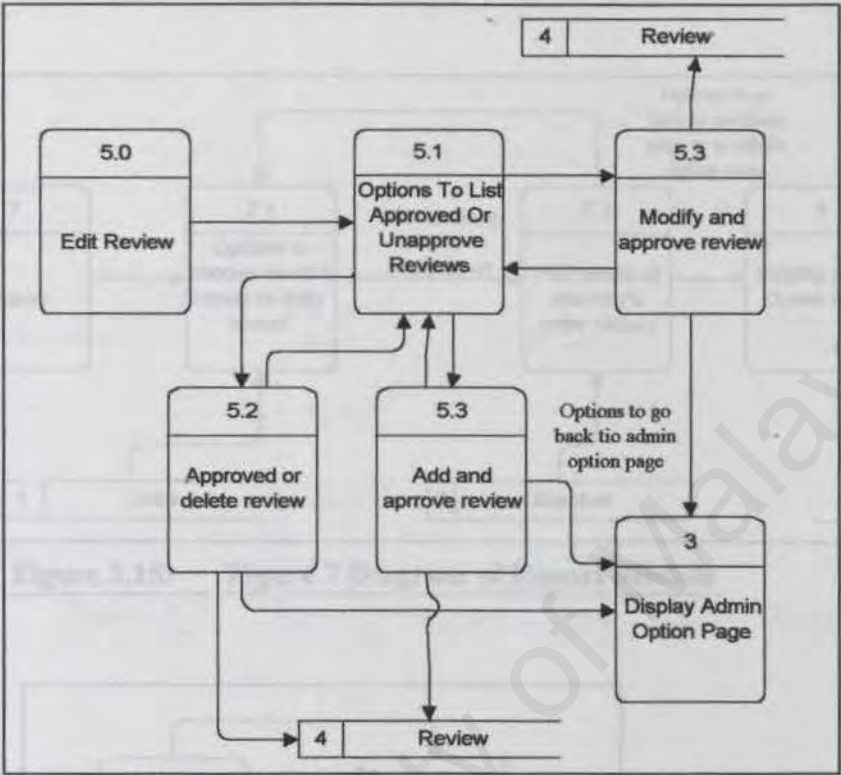 4 Review
5.0
Edit Review
5.1
Options To List
Approved Or
Unapprove
Reviews
5.3
Modify and
approve review
5.2
Approved or
delete review
5.3
Add and
aprrove review
Options to go
back tio admin
option page
3
Display Admin
Option Page
4 Review
of Malay